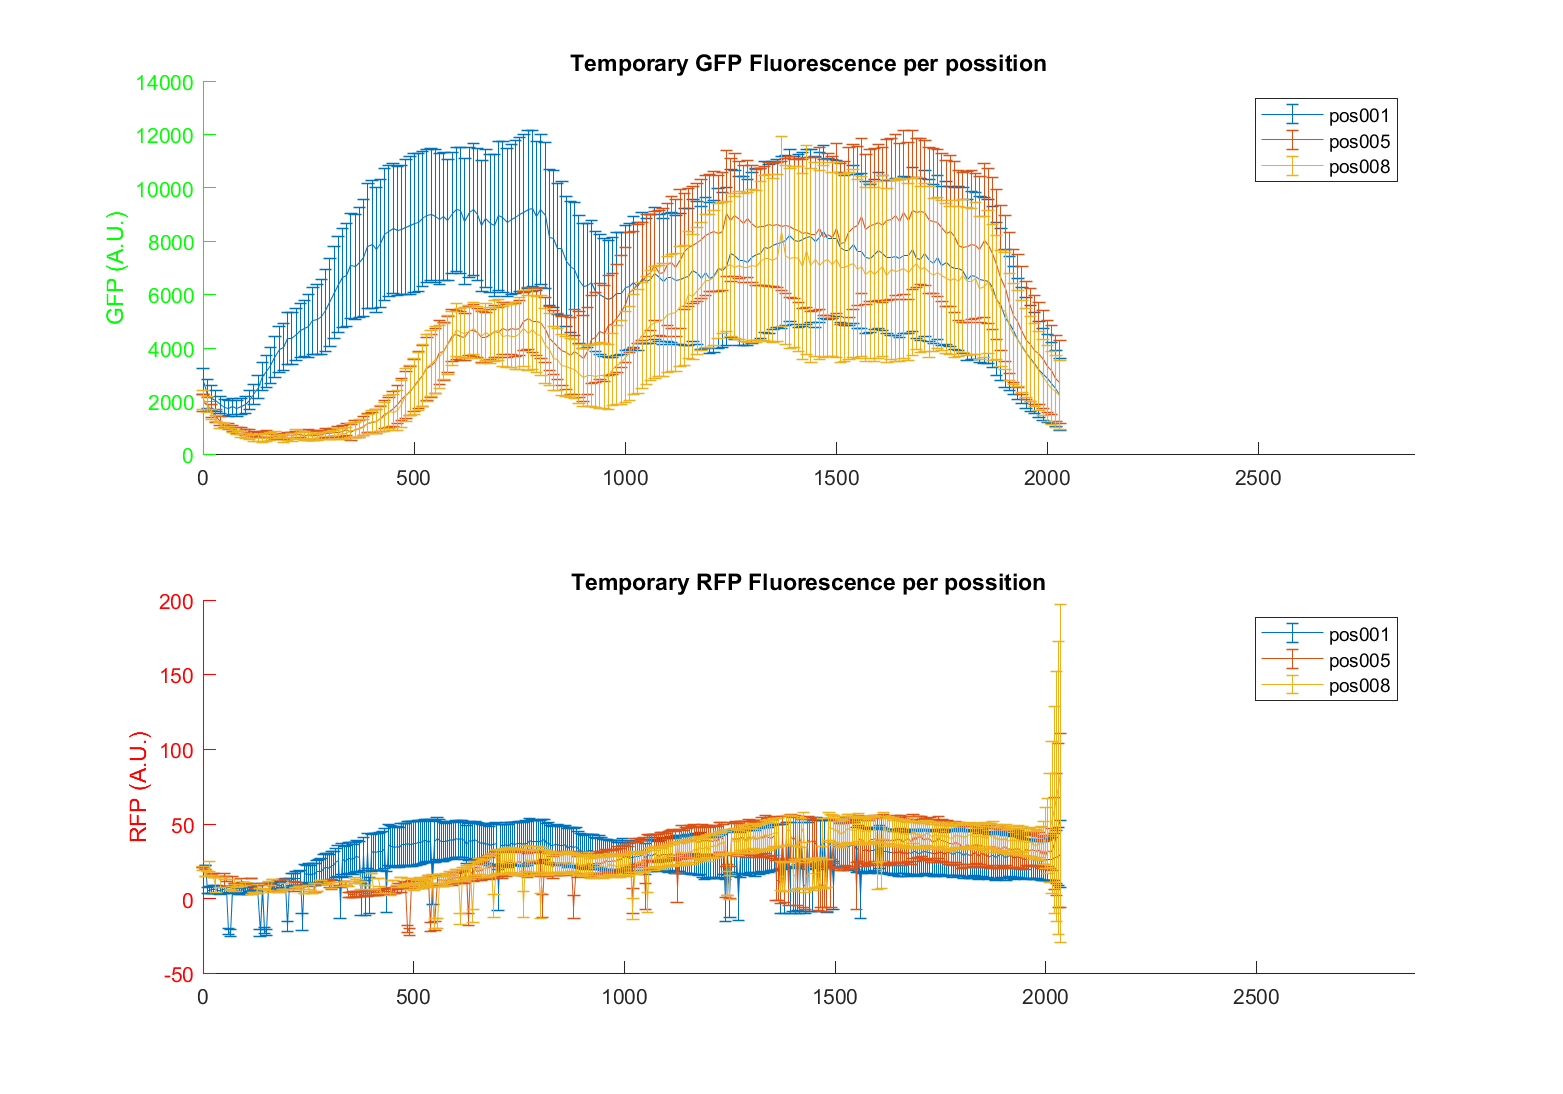 Temporary GFP Fluorescence per possition
14000
12000
10000
8000
6000
4000
2000
0
GFP (A.U.)
0 500 1000 1500 2000 2500
pos001
pos005
pos008
Temporary RFP Fluorescence per possition
200
150
100
50
0
-50
RFP (A.U.)
0 500 1000 1500 2000 2500
pos001
pos005
pos008